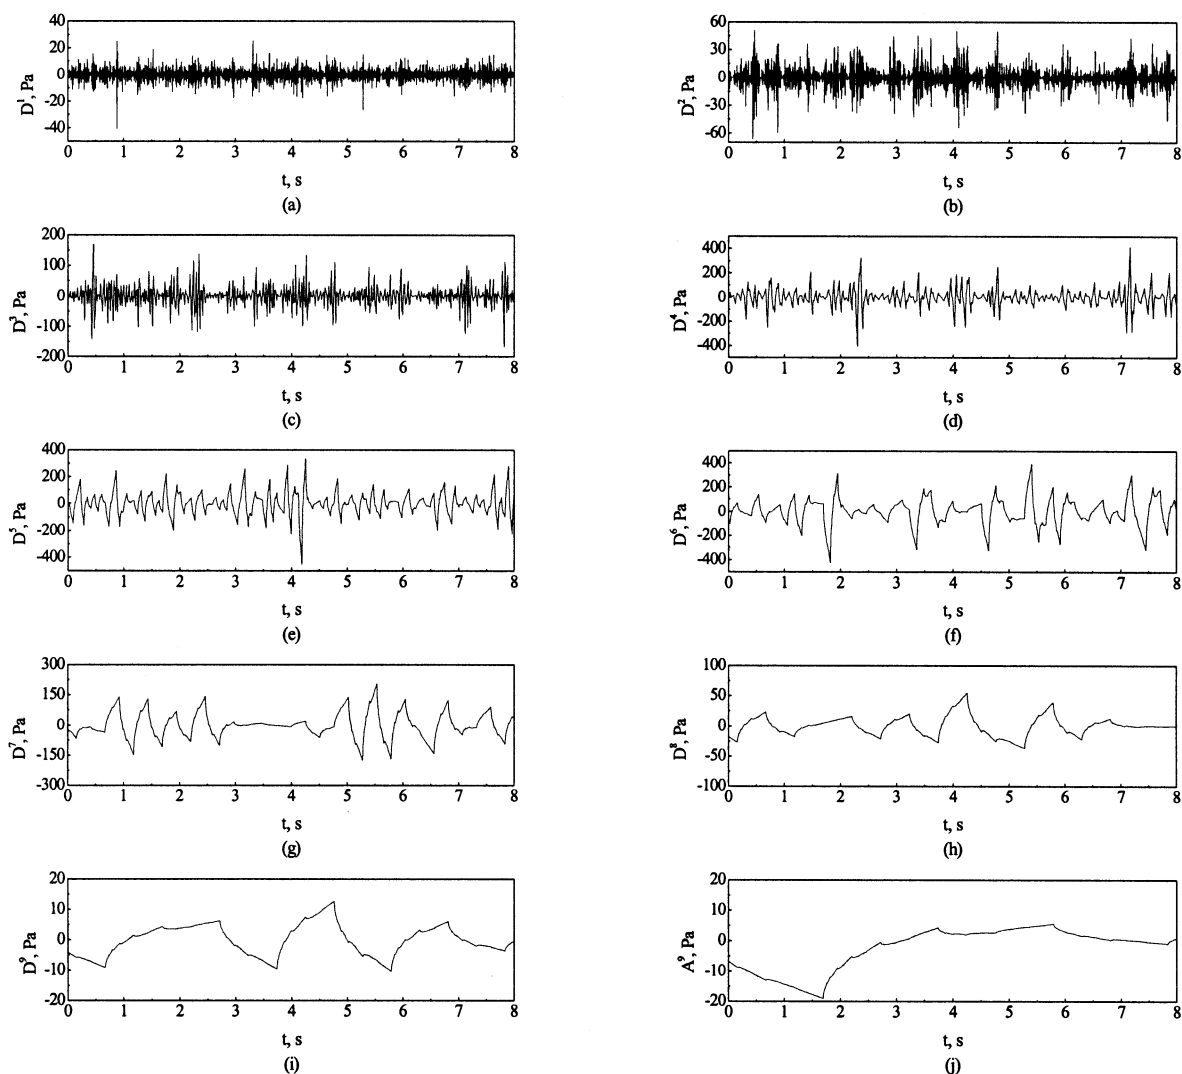 40
20
0
-20
-40
D¹, Pa
0 1 2 3 4 5 6 7 8
t, s
(a)
60
30
0
-30
-60
D², Pa
0 1 2 3 4 5 6 7 8
t, s
(b)
200
100
0
-100
-200
D³, Pa
0 1 2 3 4 5 6 7 8
t, s
(c)
400
200
0
-200
-400
D⁴, Pa
0 1 2 3 4 5 6 7 8
t, s
(d)
400
200
0
-200
-400
D⁵, Pa
0 1 2 3 4 5 6 7 8
t, s
(e)
400
200
0
-200
-400
D⁶, Pa
0 1 2 3 4 5 6 7 8
t, s
(f)
300
150
0
-150
-300
D⁷, Pa
0 1 2 3 4 5 6 7 8
t, s
(g)
100
50
0
-50
-100
D⁸, Pa
0 1 2 3 4 5 6 7 8
t, s
(h)
20
10
0
-10
-20
D⁹, Pa
0 1 2 3 4 5 6 7 8
t, s
(i)
20
10
0
-10
-20
A⁹, Pa
0 1 2 3 4 5 6 7 8
t, s
(j)